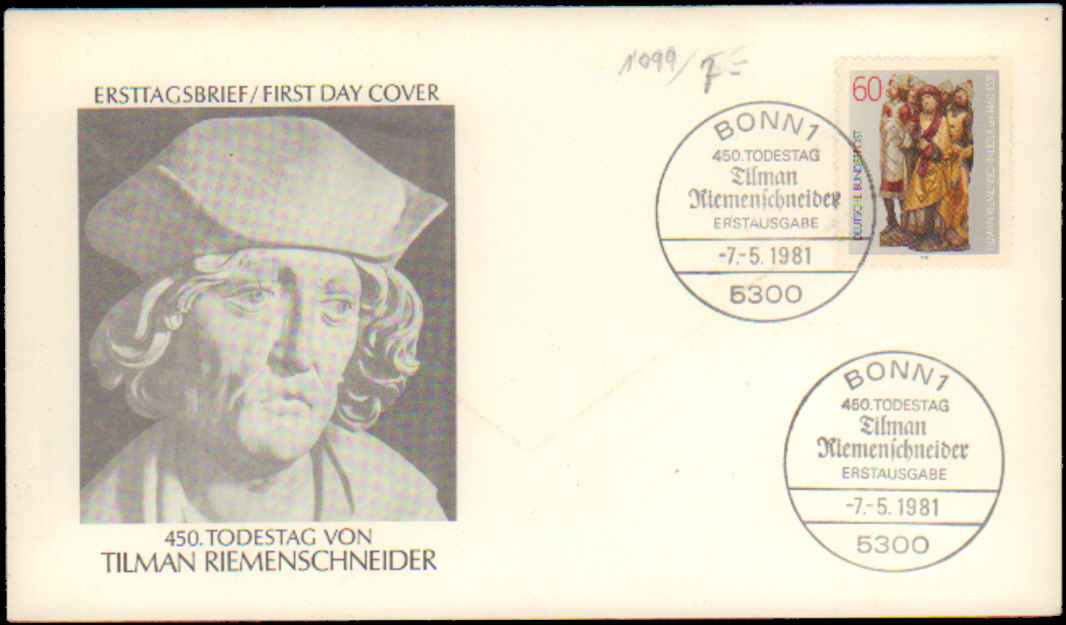 1099/7=
ERSTTAGSBRIEF/FIRST DAY COVER
60
DEUTSCHE BUNDESPOST
BONN 1
450.TODESTAG
Tilman
Riemenschneider
ERSTAUSGABE
-7.-5.1981
5300
BONN 1
450.TODESTAG
Tilman
Riemenschneider
ERSTAUSGABE
-7.-5.1981
5300
450. TODESTAG VON
TILMAN RIEMENSCHNEIDER